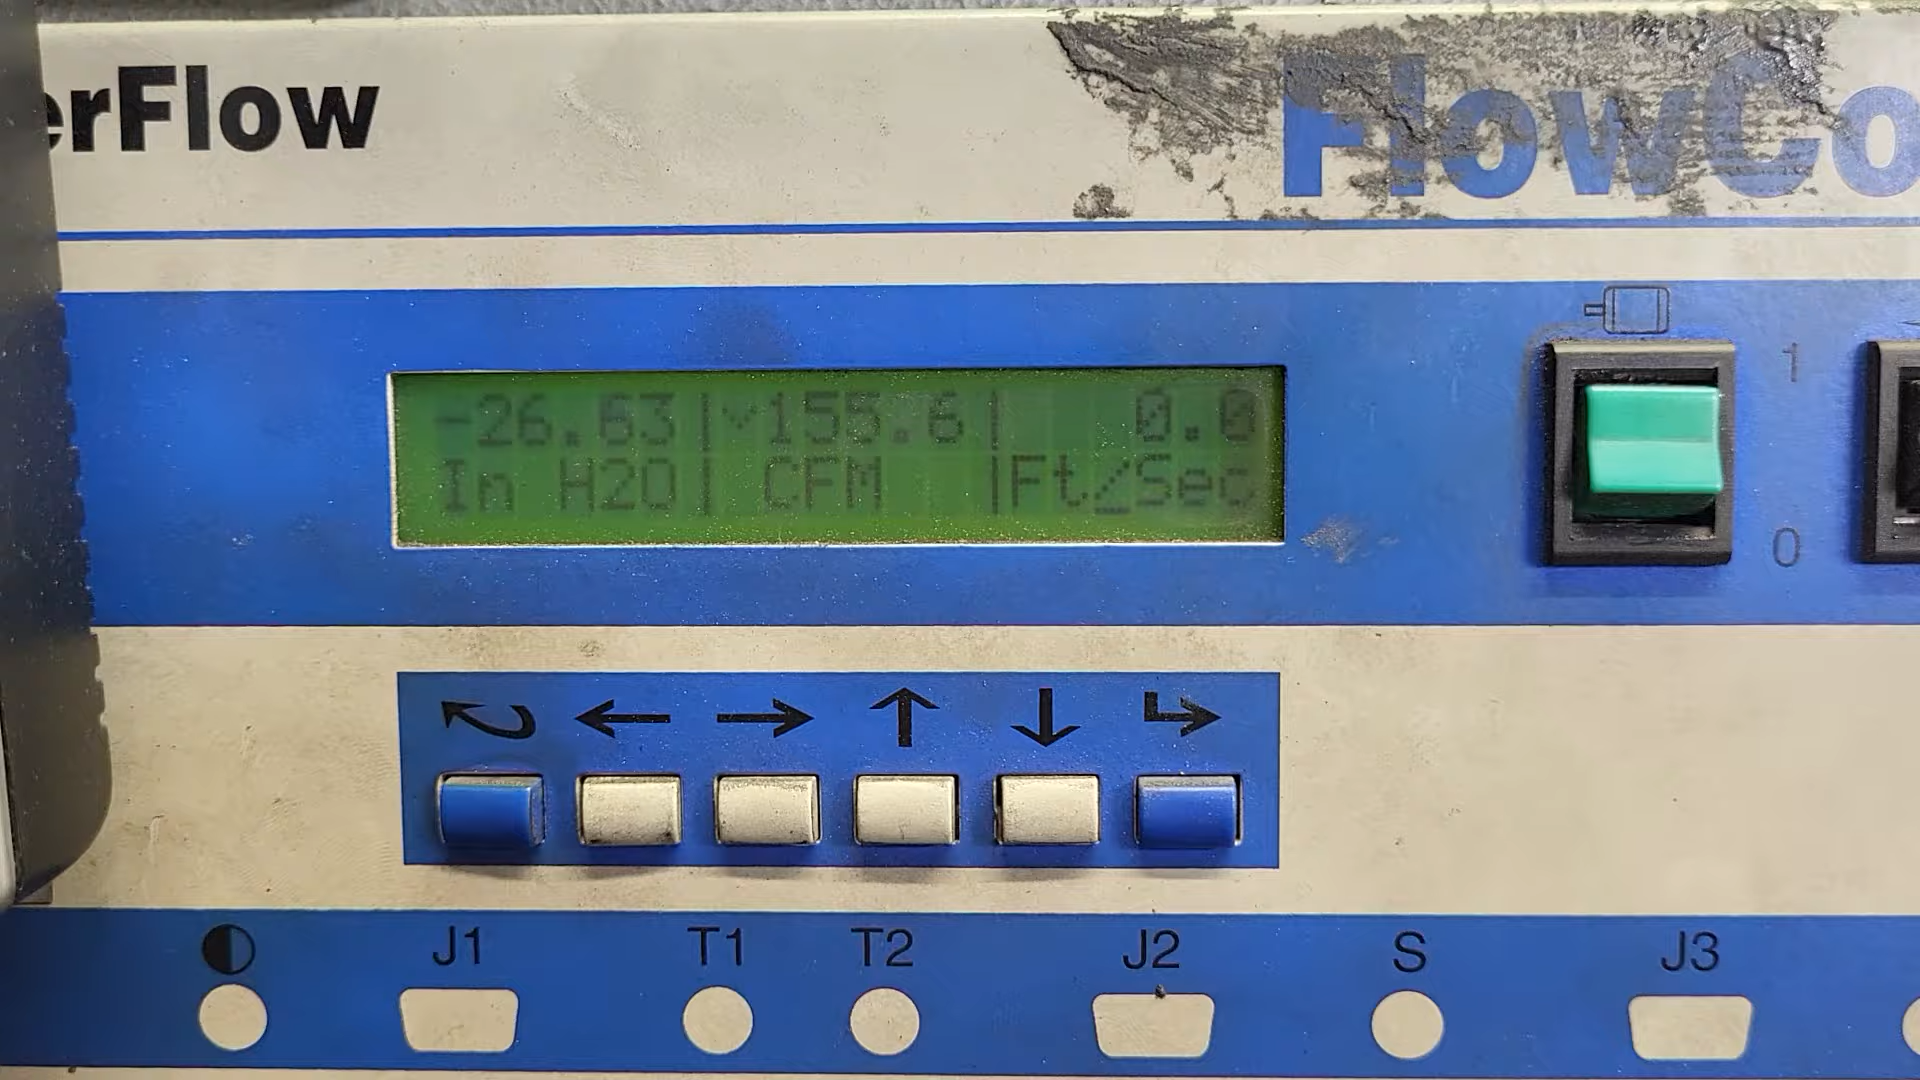 erFlow
FlowCo
-26.63|~155.6| 0.0
In H2O| CFM |Ft/Sec
1
0
J1 T1 T2 J2 S J3